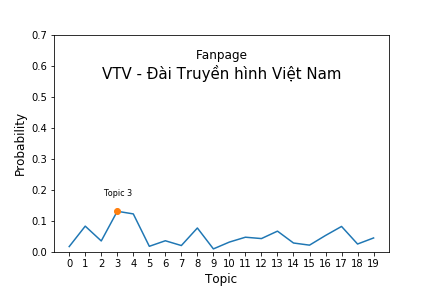 Fanpage
VTV - Đài Truyền hình Việt Nam
0.7
0.6
0.5
0.4
0.3
0.2
0.1
0.0
Probability
Topic 3
0 1 2 3 4 5 6 7 8 9 10 11 12 13 14 15 16 17 18 19
Topic